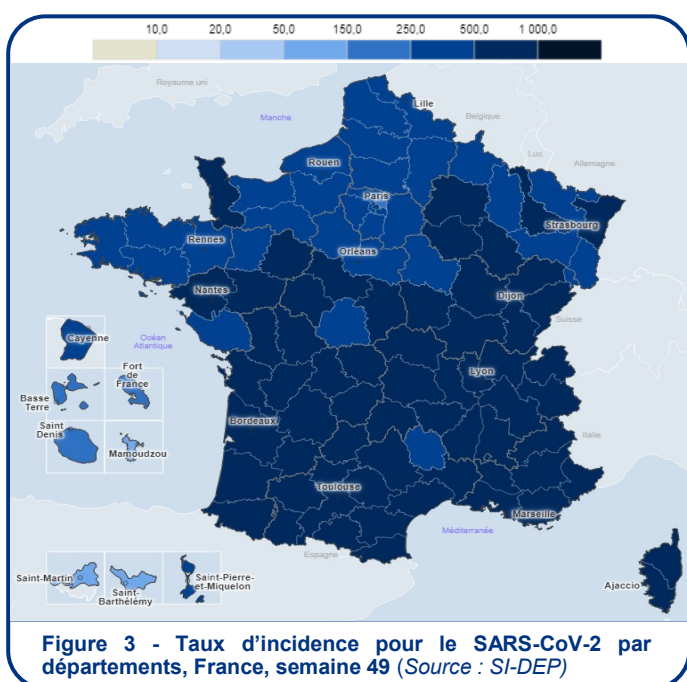 10,0 20,0 50,0 150,0 250,0 500,0 1 000,0
Royaume uni
Lille
Manche
Belgique
Lux.
Allemagne
Rouen
Paris
Strasbourg
Rennes
Orléans
Nantes
Dijon
Suisse
Cayenne
Océan
Atlantique
Fort
de
France
Lyon
Basse
Terre
Bordeaux
Saint
Denis
Mamoudzou
Italie
Toulouse
Marseille
Méditerranée
Espagne
Saint-Martin
Saint-
Barthélémy
Saint-Pierre-
et-Miquelon
Ajaccio
Figure 3 - Taux d’incidence pour le SARS-CoV-2 par
départements, France, semaine 49 (Source : SI-DEP)